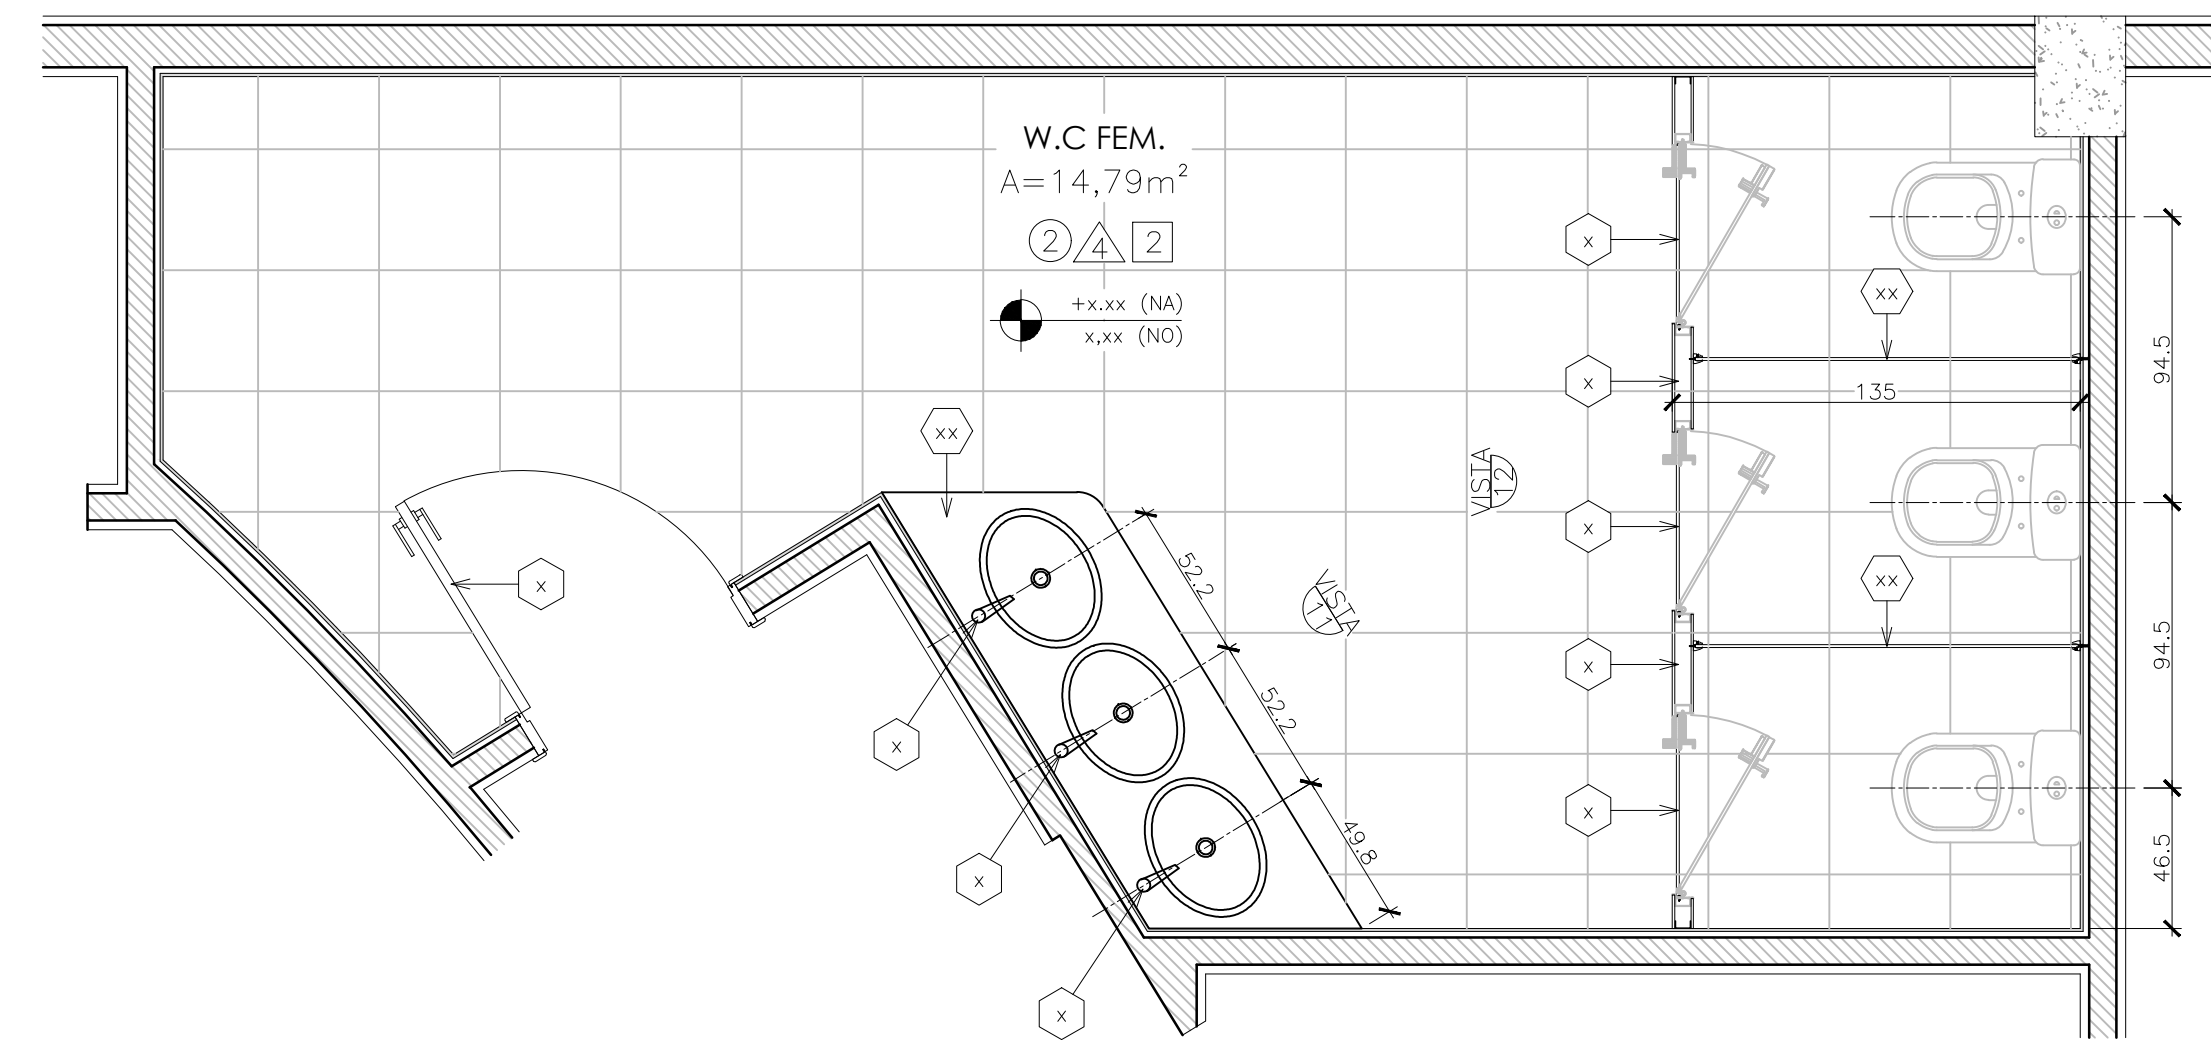 W.C FEM.
A=14,79m²
2 4 2
+x.xx (NA)
x,xx (NO)
x
xx
94.5
x
135
xx
VISTA
12
x
52.2
x
VISTA
11
xx
94.5
x
52.2
x
x
49.8
x
46.5
x
x